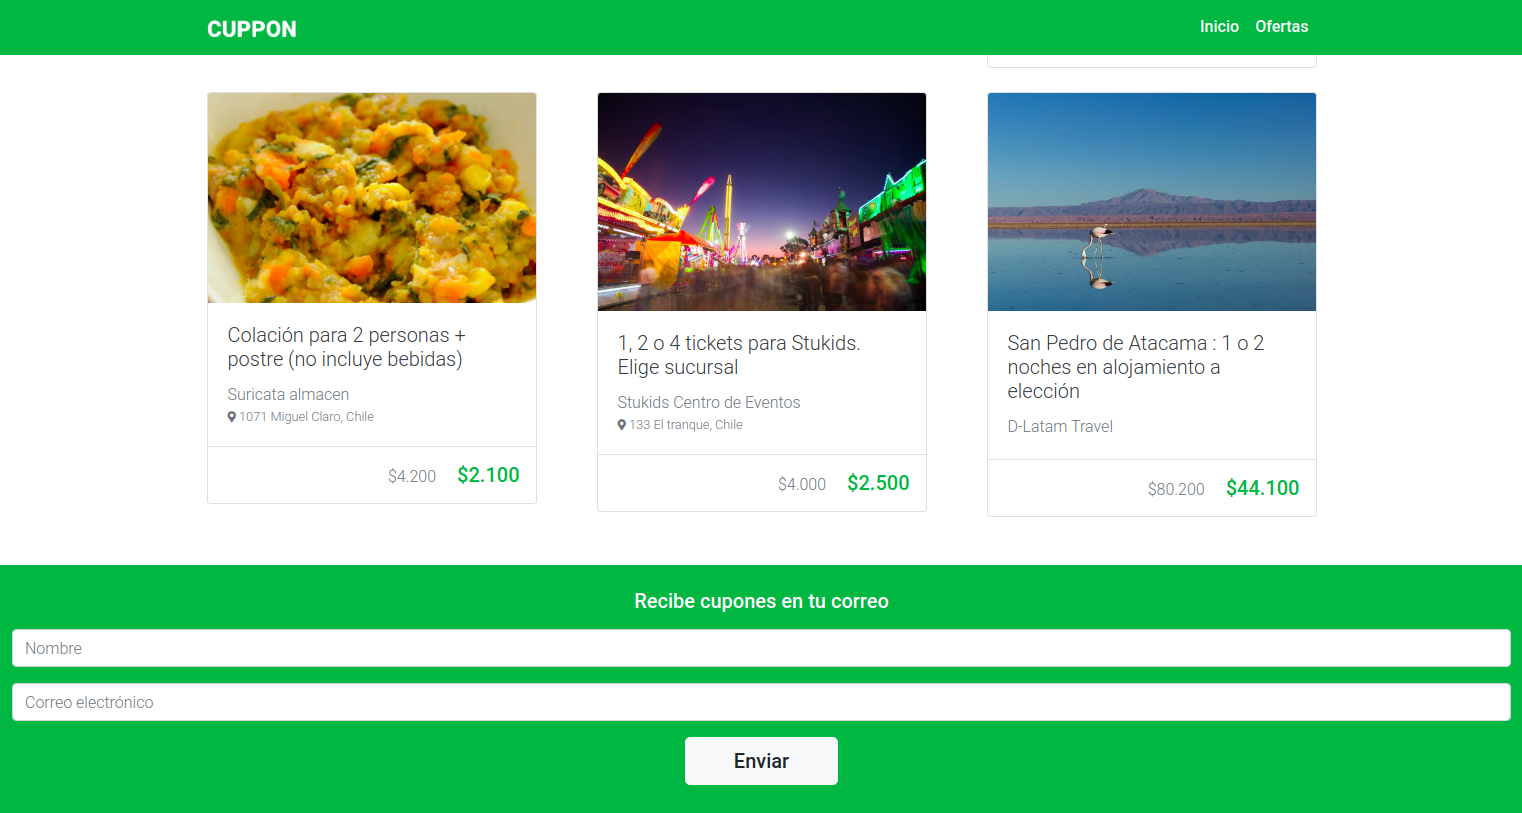 CUPPON
Inicio
Ofertas
Colación para 2 personas +
postre (no incluye bebidas)
Suricata almacen
1071 Miguel Claro, Chile
$4.200 $2.100
1, 2 o 4 tickets para Stukids.
Elige sucursal
Stukids Centro de Eventos
133 El tranque, Chile
$4.000 $2.500
San Pedro de Atacama : 1 o 2
noches en alojamiento a
elección
D-Latam Travel
$80.200 $44.100
Recibe cupones en tu correo
Nombre
Correo electrónico
Enviar